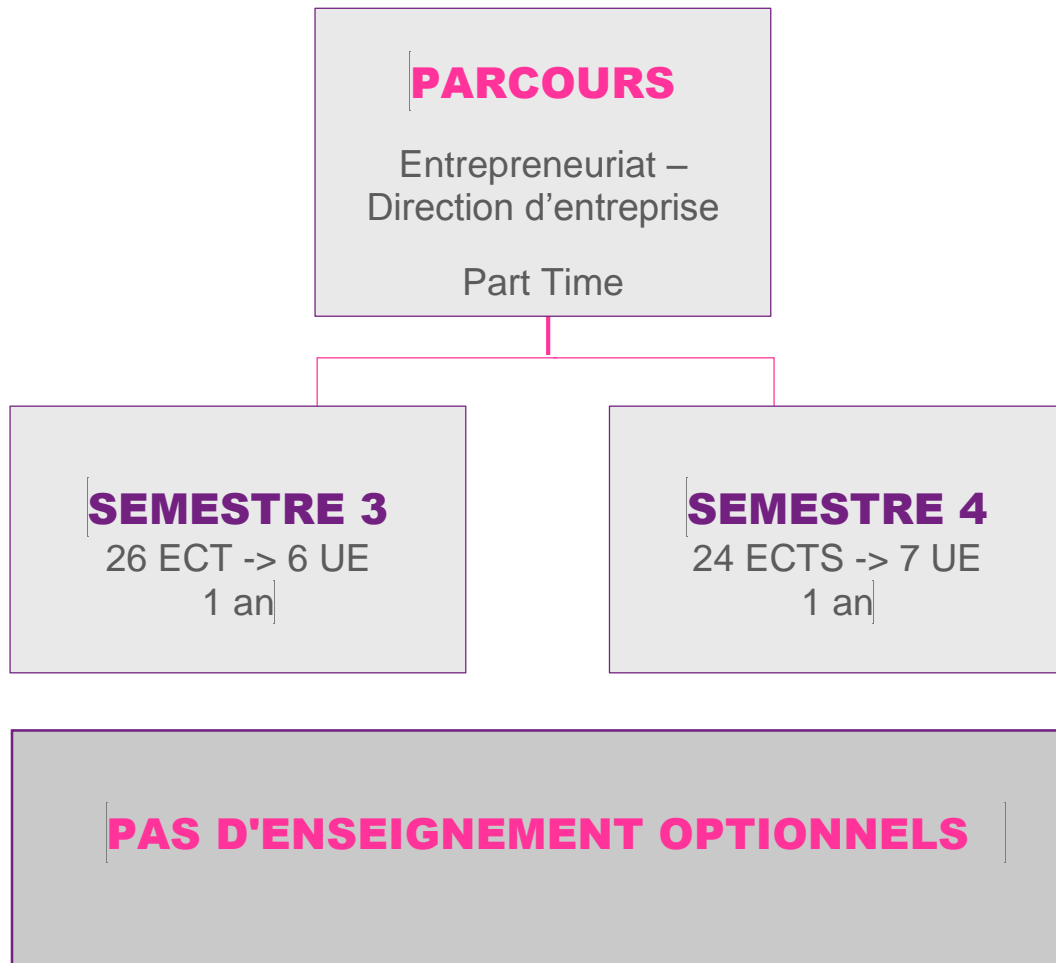 PARCOURS
Entrepreneuriat –
Direction d’entreprise
Part Time
SEMESTRE 3
26 ECT -> 6 UE
1 an
SEMESTRE 4
24 ECTS -> 7 UE
1 an
PAS D'ENSEIGNEMENT OPTIONNELS